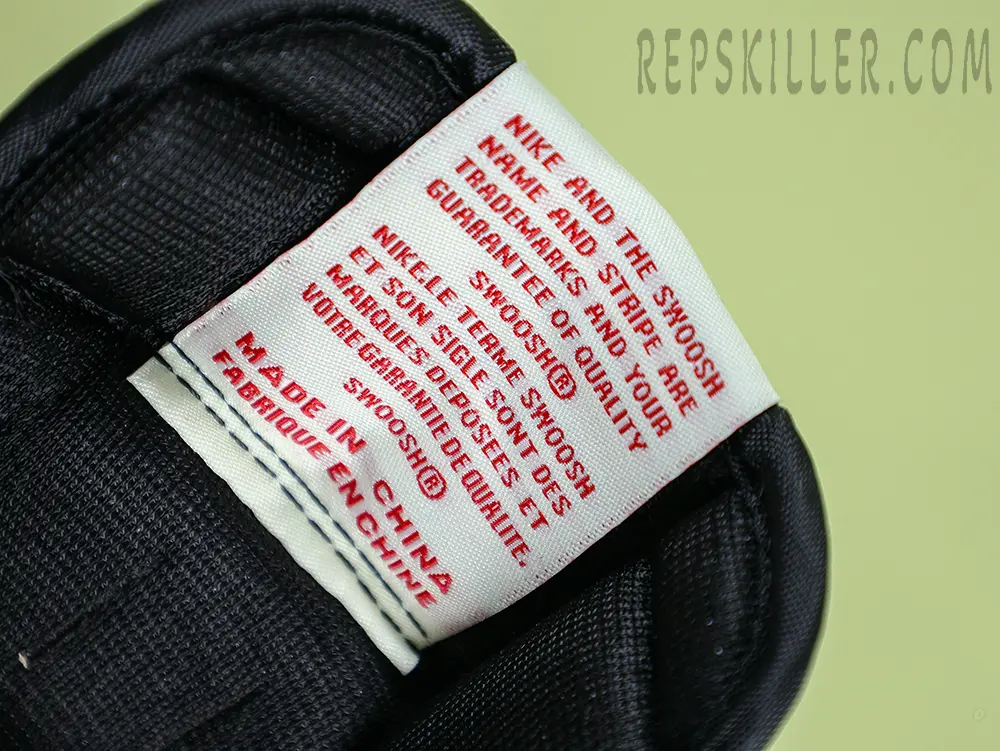 REPSKILLER.COM
NIKE AND THE SWOOSH
NAME AND STRIPE ARE
TRADEMARKS AND YOUR
GUARANTEE OF QUALITY
SWOOSH®
NIKE.LE TERME SWOOSH
ET SON SIGLE SONT DES
MARQUES DEPOSEES ET
VOTRE GARANTIE DE QUALITE.
SWOOSH®
MADE IN CHINA
FABRIQUE EN CHINE